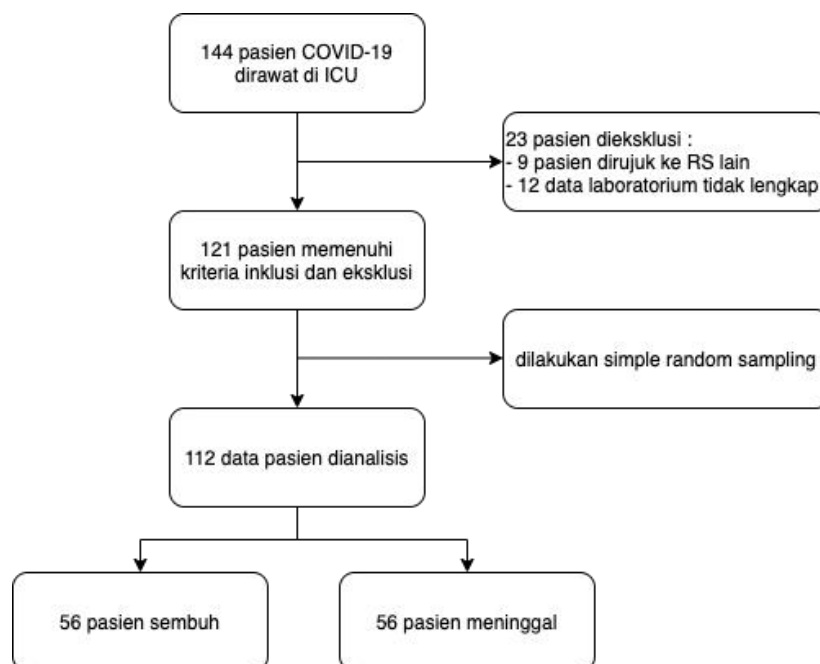 144 pasien COVID-19
dirawat di ICU
23 pasien dieksklusi :
- 9 pasien dirujuk ke RS lain
- 12 data laboratorium tidak lengkap
121 pasien memenuhi
kriteria inklusi dan eksklusi
dilakukan simple random sampling
112 data pasien dianalisis
56 pasien sembuh
56 pasien meninggal